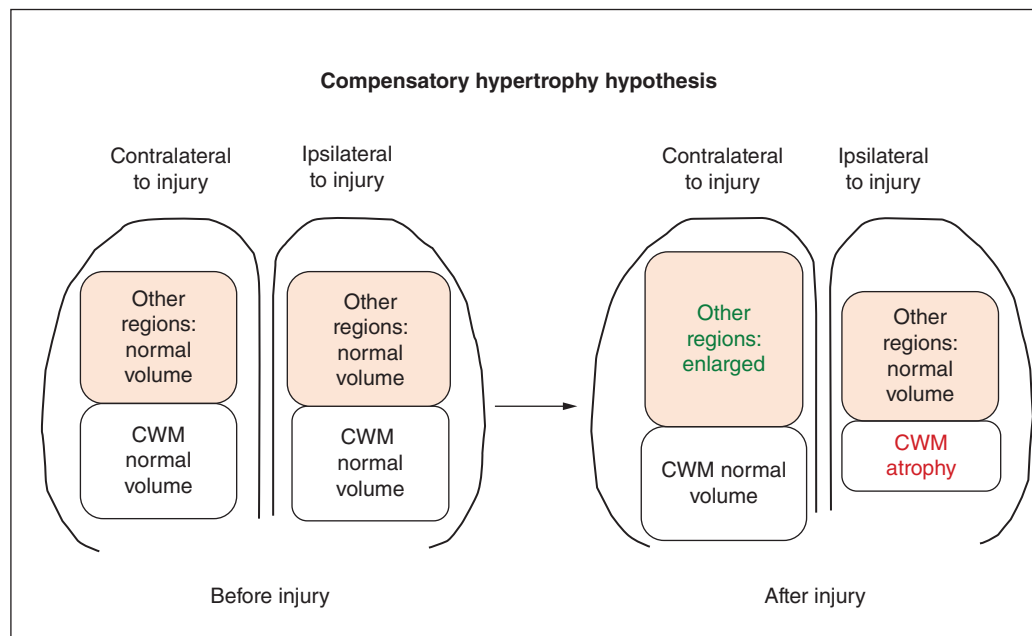 Compensatory hypertrophy hypothesis
Contralateral
to injury
Ipsilateral
to injury
Other
regions:
normal
volume
Other
regions:
normal
volume
CWM
normal
volume
CWM
normal
volume
Before injury
Contralateral
to injury
Ipsilateral
to injury
Other
regions:
enlarged
Other
regions:
normal
volume
CWM normal
volume
CWM
atrophy
After injury